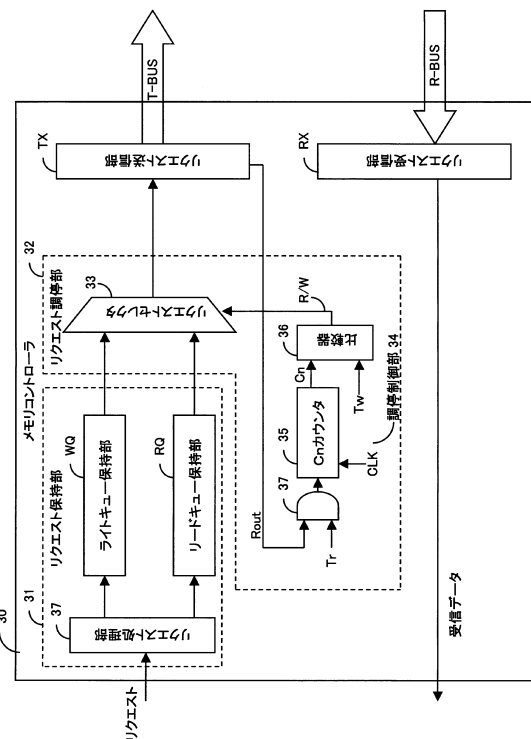 30
メモリコントローラ
リクエスト
31
リクエスト保持部
37
リクエスト処理部
WQ
ライトキュー保持部
RQ
リードキュー保持部
32
リクエスト調停部
33
リクエストセレクタ
R/W
TX
リクエスト送信部
T-BUS
Rout
Tr
37
35
Cnカウンタ
CLK
Cn
36
比較器
Tw
調停制御部 34
RX
リクエスト受信部
R-BUS
受信データ